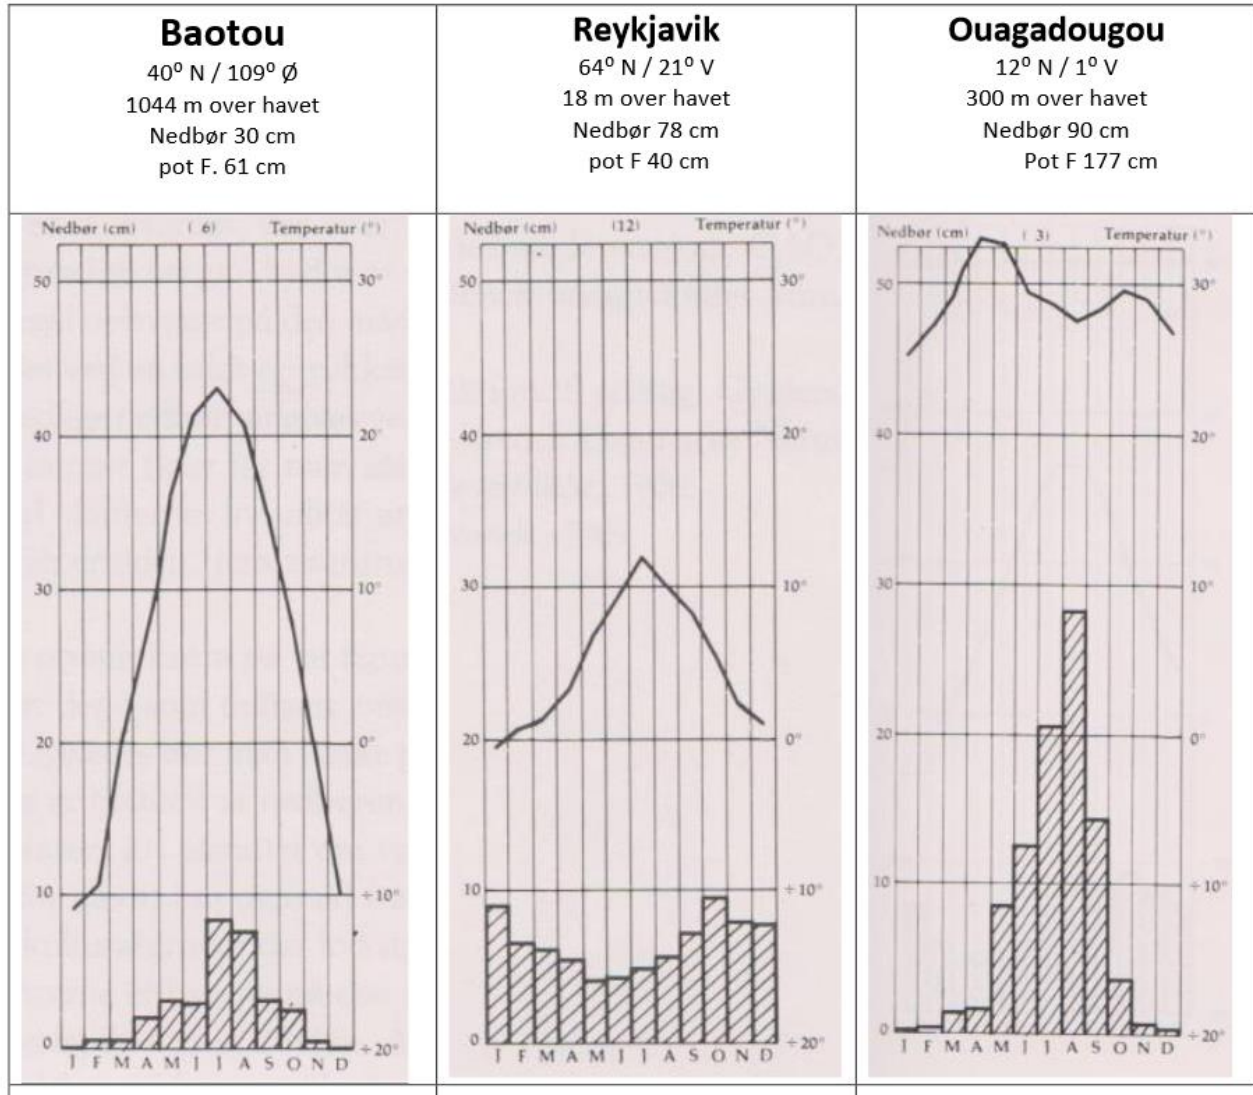 Baotou
40⁰ N / 109⁰ Ø
1044 m over havet
Nedbør 30 cm
pot F. 61 cm
Reykjavik
64⁰ N / 21⁰ V
18 m over havet
Nedbør 78 cm
pot F 40 cm
Ouagadougou
12⁰ N / 1⁰ V
300 m over havet
Nedbør 90 cm
Pot F 177 cm
Nedbør (cm) ( 6) Temperatur (°)
50 30°
40 20°
30 10°
20 0°
10 ÷10°
0 ÷20°
J F M A M J J A S O N D
Nedbør (cm) (12) Temperatur (°)
50 30°
40 20°
30 10°
20 0°
10 ÷10°
0 ÷20°
J F M A M J J A S O N D
Nedbør (cm) ( 3) Temperatur (°)
50 30°
40 20°
30 10°
20 0°
10 ÷10°
0 ÷20°
J F M A M J J A S O N D